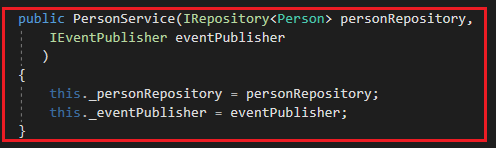 public PersonService(IRepository<Person> personRepository,
IEventPublisher eventPublisher
)
{
this._personRepository = personRepository;
this._eventPublisher = eventPublisher;
}